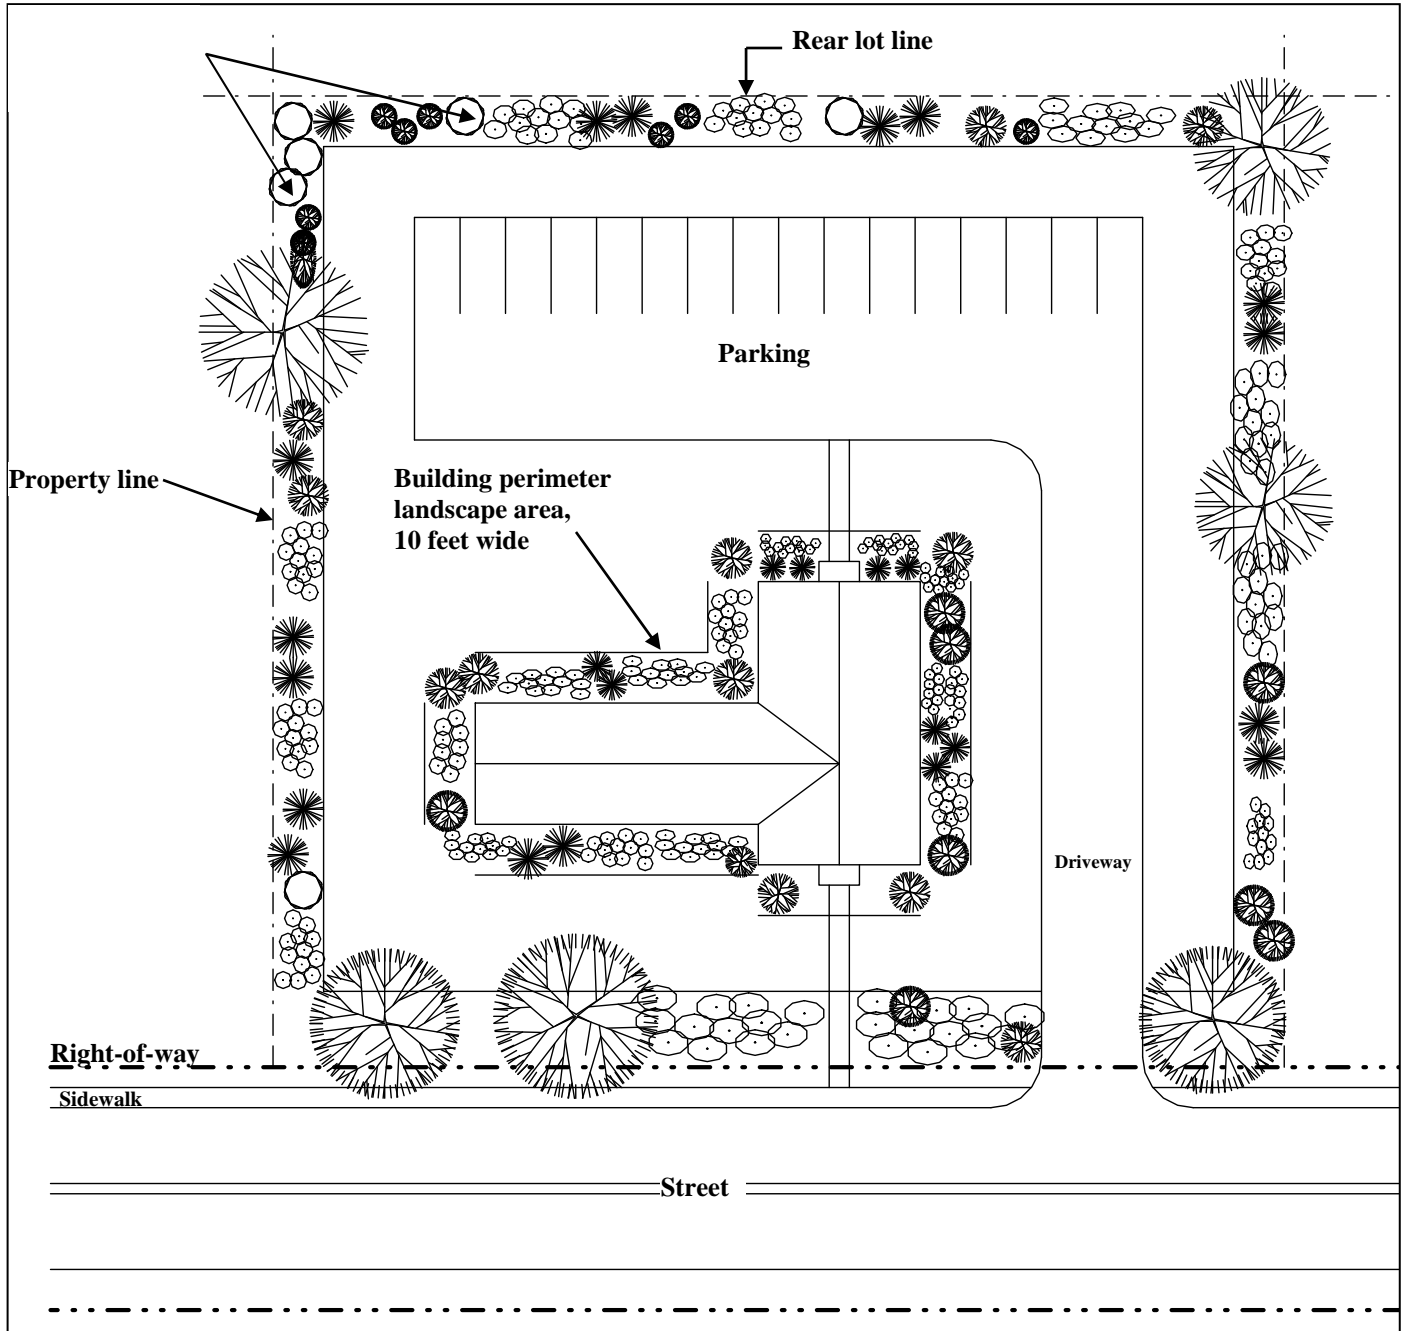 Rear lot line
Parking
Property line
Building perimeter
landscape area,
10 feet wide
Driveway
Right-of-way
Sidewalk
Street